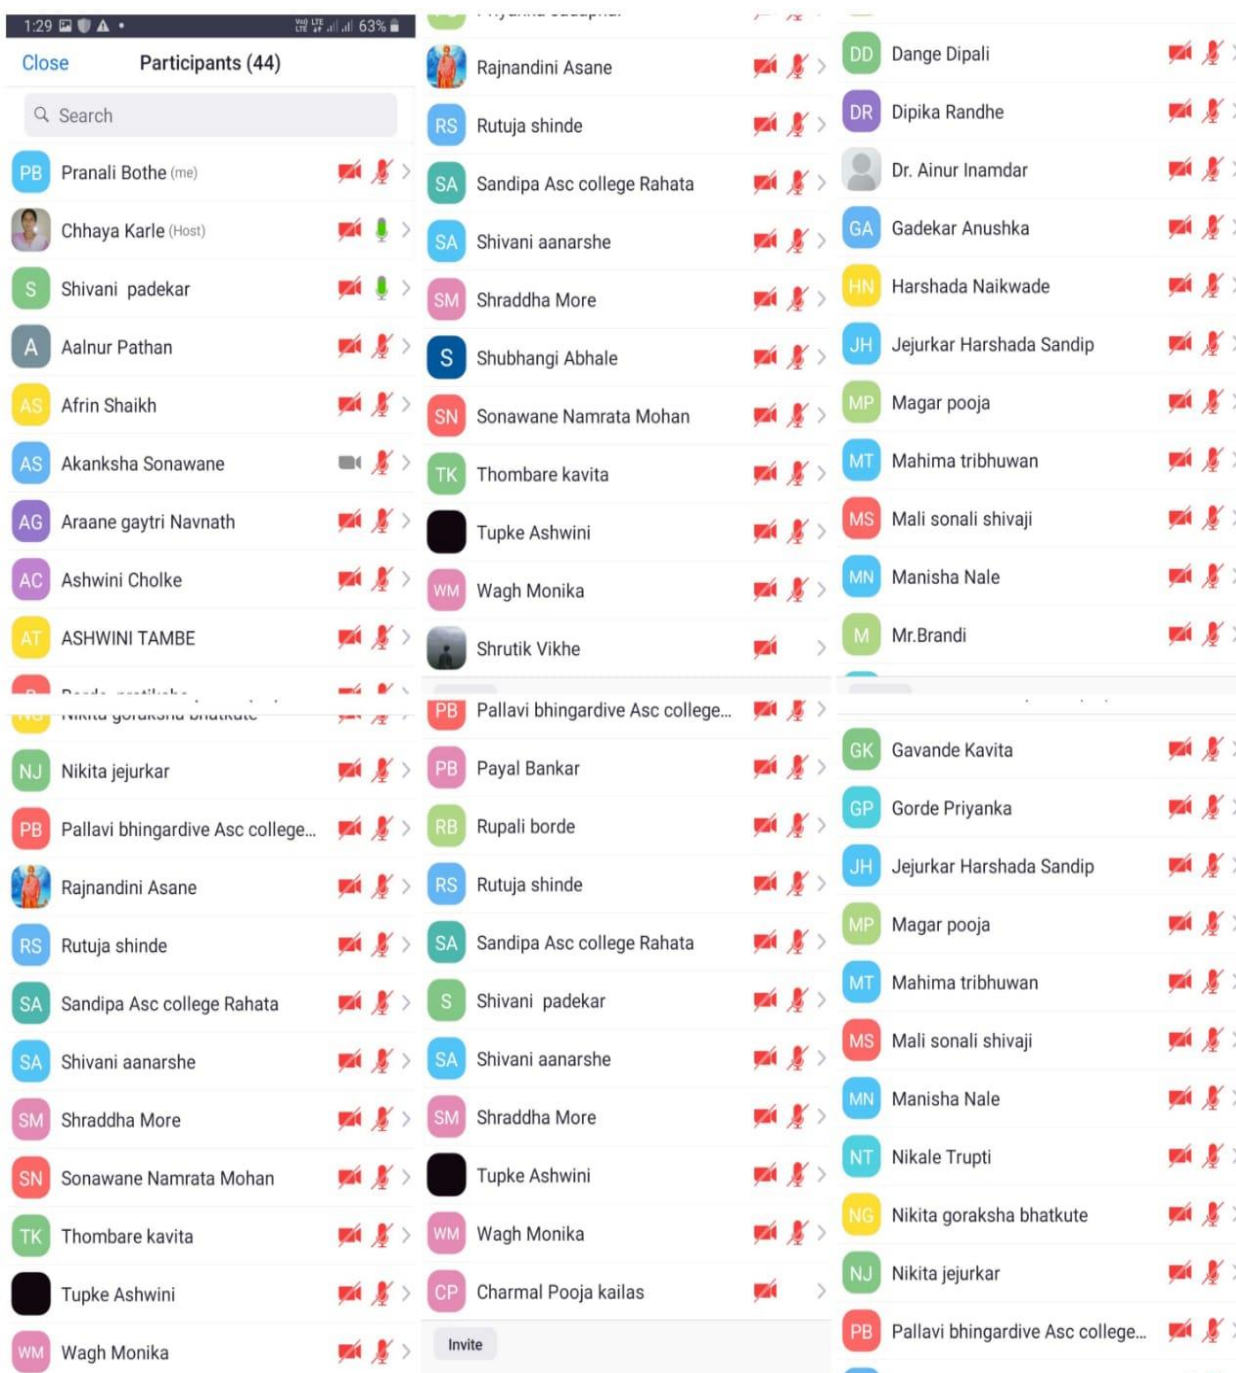 1:29 63%
Close Participants (44)
Search
PB Pranali Bothe (me)
Chhaya Karle (Host)
S Shivani padekar
A Aalnur Pathan
AS Afrin Shaikh
AS Akanksha Sonawane
AG Araane gaytri Navnath
AC Ashwini Cholke
AT ASHWINI TAMBE
Rajnandini Asane
RS Rutuja shinde
SA Sandipa Asc college Rahata
SA Shivani aanarshe
SM Shraddha More
S Shubhangi Abhale
SN Sonawane Namrata Mohan
TK Thombare kavita
Tupke Ashwini
WM Wagh Monika
Shrutik Vikhe
DD Dange Dipali
DR Dipika Randhe
Dr. Ainur Inamdar
GA Gadekar Anushka
HN Harshada Naikwade
JH Jejurkar Harshada Sandip
MP Magar pooja
MT Mahima tribhuwan
MS Mali sonali shivaji
MN Manisha Nale
M Mr.Brandi
NG Nikita goraksha bhatkute
NJ Nikita jejurkar
PB Pallavi bhingardive Asc college...
Rajnandini Asane
RS Rutuja shinde
SA Sandipa Asc college Rahata
SA Shivani aanarshe
SM Shraddha More
SN Sonawane Namrata Mohan
TK Thombare kavita
Tupke Ashwini
WM Wagh Monika
PB Pallavi bhingardive Asc college...
PB Payal Bankar
RB Rupali borde
RS Rutuja shinde
SA Sandipa Asc college Rahata
S Shivani padekar
SA Shivani aanarshe
SM Shraddha More
Tupke Ashwini
WM Wagh Monika
CP Charmal Pooja kailas
Invite
GK Gavande Kavita
GP Gorde Priyanka
JH Jejurkar Harshada Sandip
MP Magar pooja
MT Mahima tribhuwan
MS Mali sonali shivaji
MN Manisha Nale
NT Nikale Trupti
NG Nikita goraksha bhatkute
NJ Nikita jejurkar
PB Pallavi bhingardive Asc college...